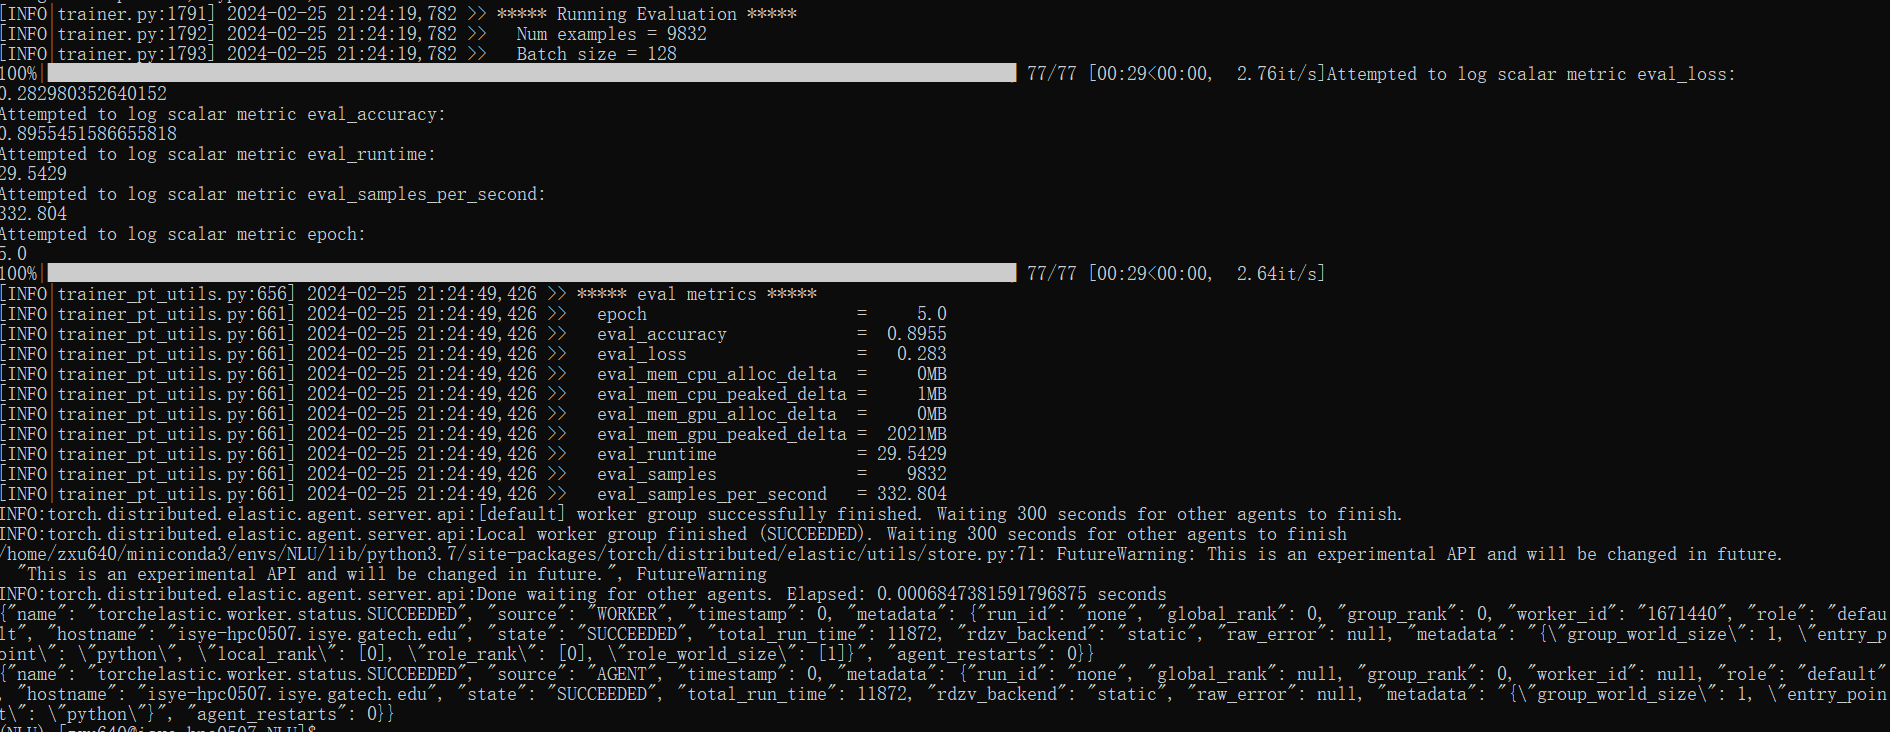 [INFO|trainer.py:1791] 2024-02-25 21:24:19,782 >> ***** Running Evaluation *****
[INFO|trainer.py:1792] 2024-02-25 21:24:19,782 >>   Num examples = 9832
[INFO|trainer.py:1793] 2024-02-25 21:24:19,782 >>   Batch size = 128
100%| 77/77 [00:29<00:00,  2.76it/s]Attempted to log scalar metric eval_loss:
0.282980352640152
Attempted to log scalar metric eval_accuracy:
0.8955451586655818
Attempted to log scalar metric eval_runtime:
29.5429
Attempted to log scalar metric eval_samples_per_second:
332.804
Attempted to log scalar metric epoch:
5.0
100%| 77/77 [00:29<00:00,  2.64it/s]
[INFO|trainer_pt_utils.py:656] 2024-02-25 21:24:49,426 >> ***** eval metrics *****
[INFO|trainer_pt_utils.py:661] 2024-02-25 21:24:49,426 >>   epoch                     =     5.0
[INFO|trainer_pt_utils.py:661] 2024-02-25 21:24:49,426 >>   eval_accuracy             =  0.8955
[INFO|trainer_pt_utils.py:661] 2024-02-25 21:24:49,426 >>   eval_loss                 =   0.283
[INFO|trainer_pt_utils.py:661] 2024-02-25 21:24:49,426 >>   eval_mem_cpu_alloc_delta  =     0MB
[INFO|trainer_pt_utils.py:661] 2024-02-25 21:24:49,426 >>   eval_mem_cpu_peaked_delta =     1MB
[INFO|trainer_pt_utils.py:661] 2024-02-25 21:24:49,426 >>   eval_mem_gpu_alloc_delta  =     0MB
[INFO|trainer_pt_utils.py:661] 2024-02-25 21:24:49,426 >>   eval_mem_gpu_peaked_delta =  2021MB
[INFO|trainer_pt_utils.py:661] 2024-02-25 21:24:49,426 >>   eval_runtime              = 29.5429
[INFO|trainer_pt_utils.py:661] 2024-02-25 21:24:49,426 >>   eval_samples              =    9832
[INFO|trainer_pt_utils.py:661] 2024-02-25 21:24:49,426 >>   eval_samples_per_second   = 332.804
INFO:torch.distributed.elastic.agent.server.api:[default] worker group successfully finished. Waiting 300 seconds for other agents to finish.
INFO:torch.distributed.elastic.agent.server.api:Local worker group finished (SUCCEEDED). Waiting 300 seconds for other agents to finish
/home/zxu640/miniconda3/envs/NLU/lib/python3.7/site-packages/torch/distributed/elastic/utils/store.py:71: FutureWarning: This is an experimental API and will be changed in future.
  "This is an experimental API and will be changed in future.", FutureWarning
INFO:torch.distributed.elastic.agent.server.api:Done waiting for other agents. Elapsed: 0.0006847381591796875 seconds
{"name": "torchelastic.worker.status.SUCCEEDED", "source": "WORKER", "timestamp": 0, "metadata": {"run_id": "none", "global_rank": 0, "group_rank": 0, "worker_id": "1671440", "role": "defau
lt", "hostname": "isye-hpc0507.isye.gatech.edu", "state": "SUCCEEDED", "total_run_time": 11872, "rdzv_backend": "static", "raw_error": null, "metadata": "{\"group_world_size\": 1, \"entry_p
oint\": \"python\", \"local_rank\": [0], \"role_rank\": [0], \"role_world_size\": [1]}", "agent_restarts": 0}}
{"name": "torchelastic.worker.status.SUCCEEDED", "source": "AGENT", "timestamp": 0, "metadata": {"run_id": "none", "global_rank": null, "group_rank": 0, "worker_id": null, "role": "default"
, "hostname": "isye-hpc0507.isye.gatech.edu", "state": "SUCCEEDED", "total_run_time": 11872, "rdzv_backend": "static", "raw_error": null, "metadata": "{\"group_world_size\": 1, \"entry_poin
t\": \"python\"}", "agent_restarts": 0}}
(NLU) [zxu640@isye-hpc0507 NLU]$